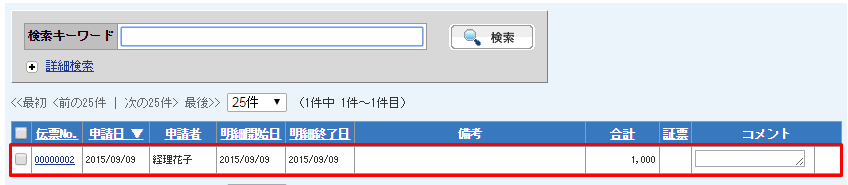 検索キーワード 検索
詳細検索
<<最初 <前の25件 | 次の25件> 最後>> 25件 ▼ (1件中 1件～1件目)
伝票No. 申請日 ▼ 申請者 明細開始日 明細終了日 備考 合計 証票 コメント
00000002 2015/09/09 経理花子 2015/09/09 2015/09/09 1,000